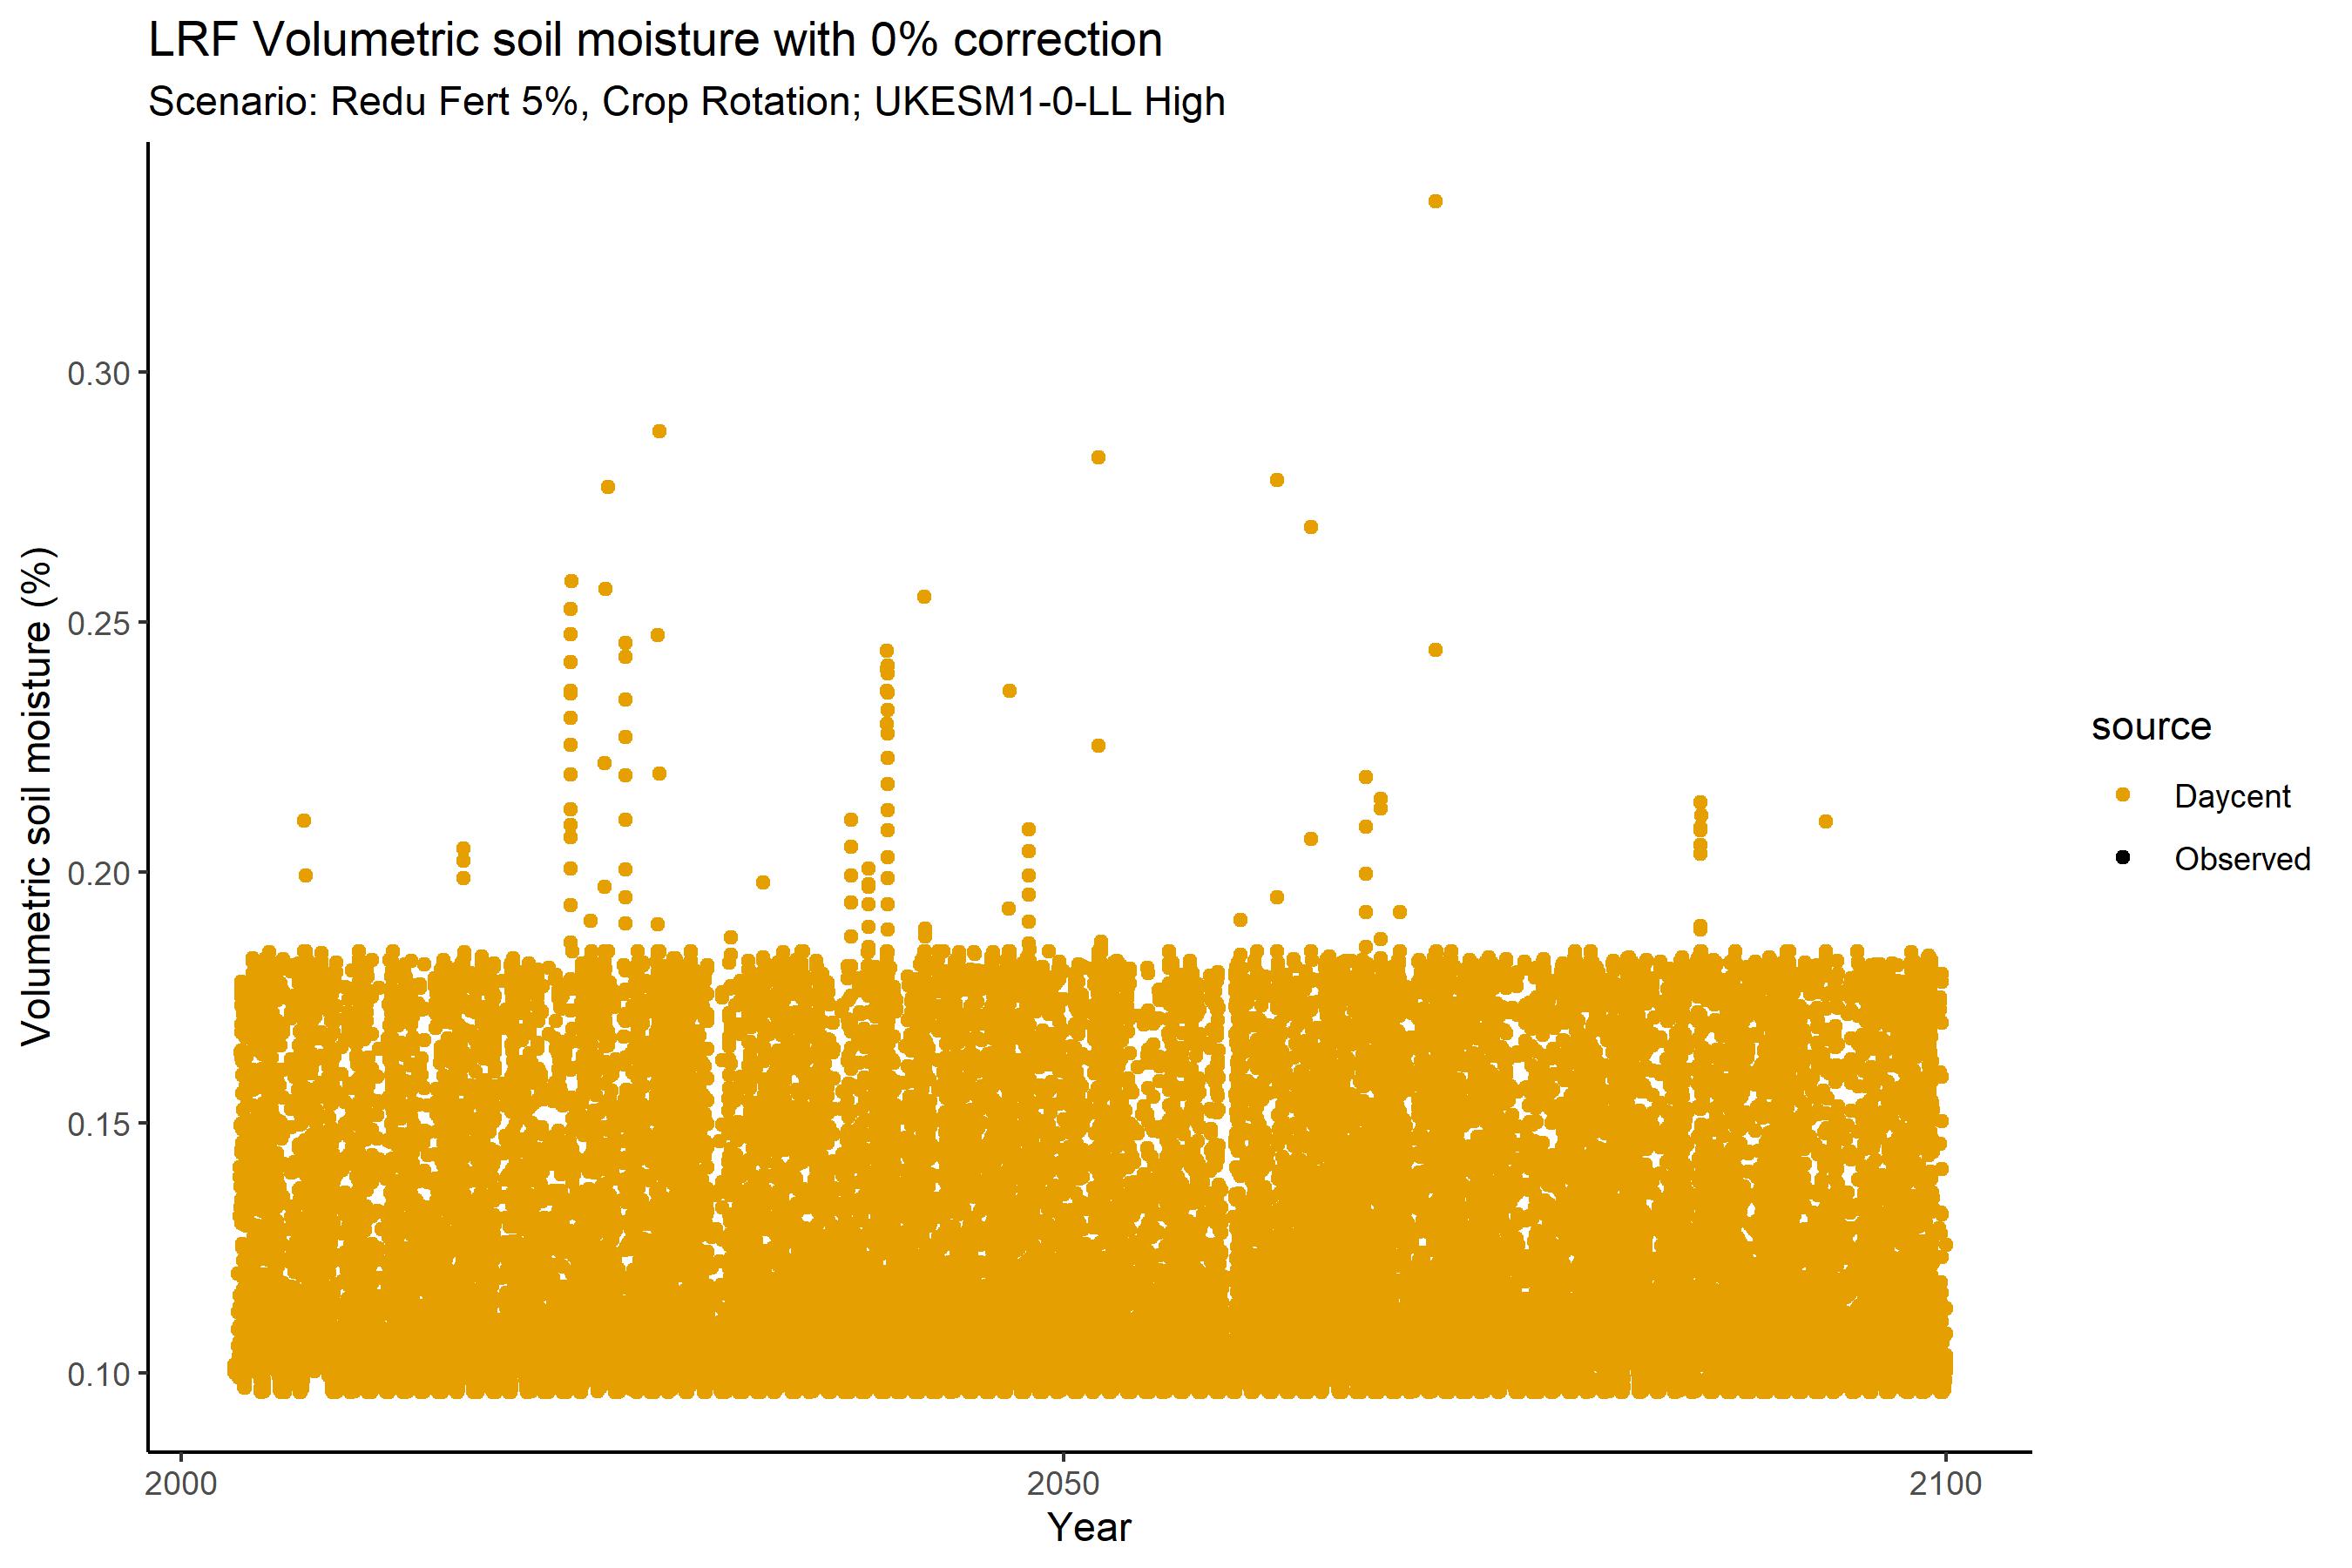 LRF Volumetric soil moisture with 0% correction
Scenario: Redu Fert 5%, Crop Rotation; UKESM1-0-LL High
Volumetric soil moisture (%)
0.30
0.25
0.20
0.15
0.10
2000
2050
2100
Year
source
Daycent
Observed